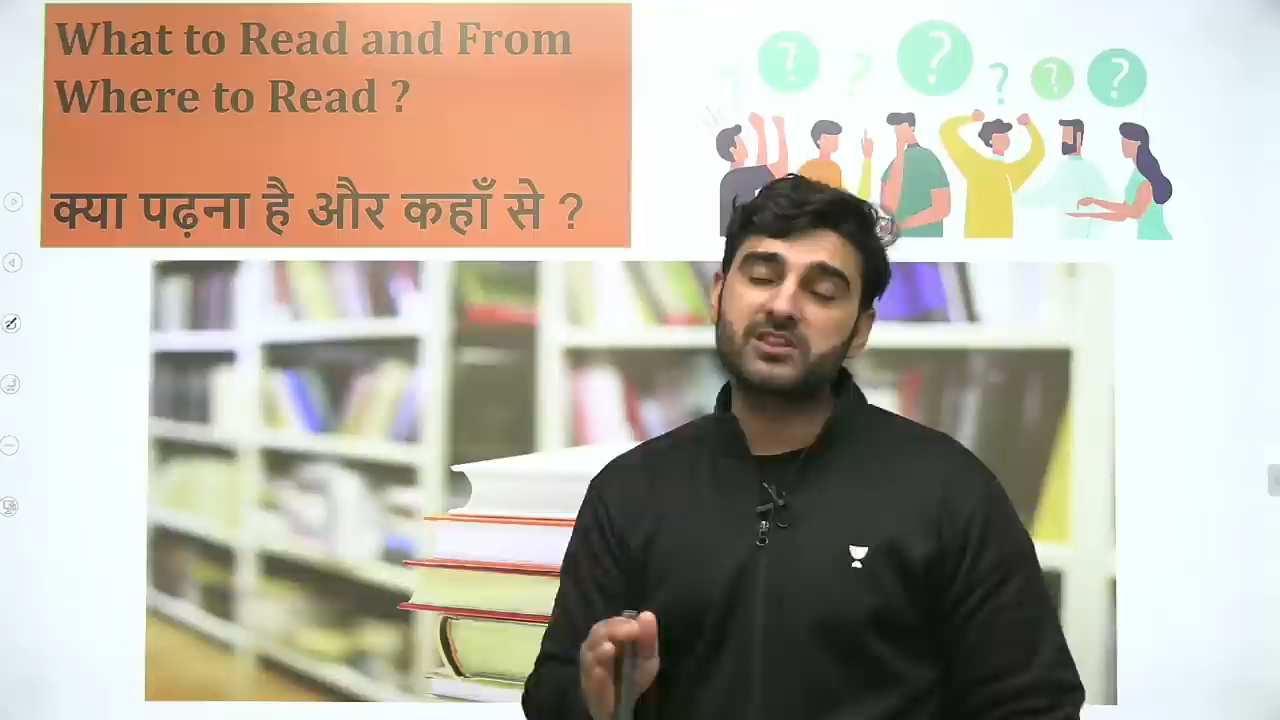 What to Read and From
Where to Read ?
क्या पढ़ना है और कहाँ से ?
? ? ? ? ? ?